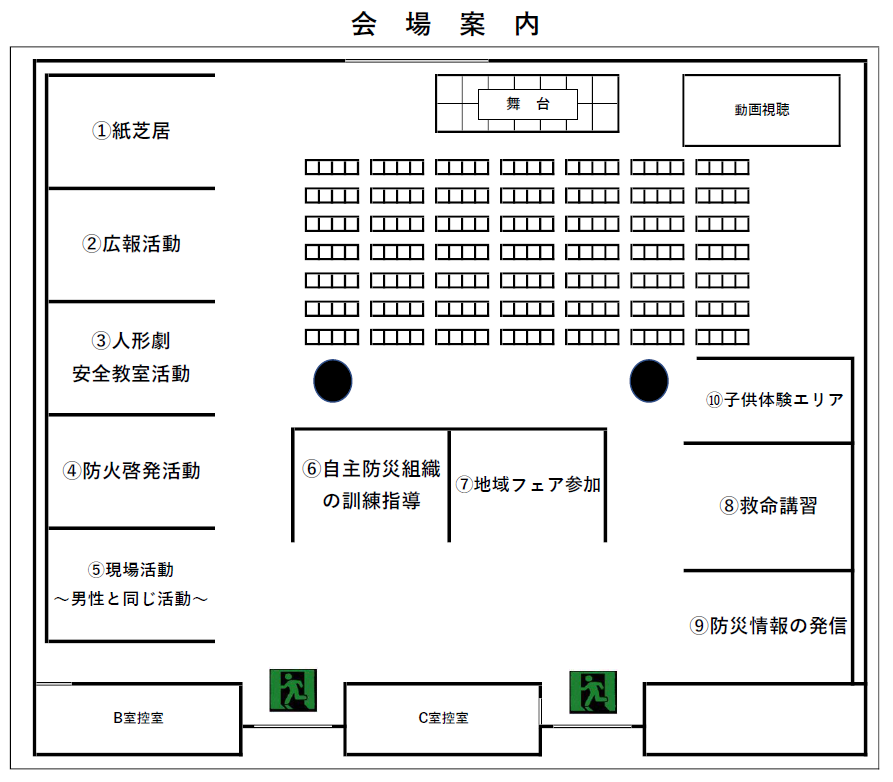 会場案内
舞台
動画視聴
①紙芝居
②広報活動
③人形劇
安全教室活動
④防火啓発活動
⑤現場活動
～男性と同じ活動～
⑥自主防災組織
の訓練指導
⑦地域フェア参加
⑩子供体験エリア
⑧救命講習
⑨防災情報の発信
B室控室
C室控室